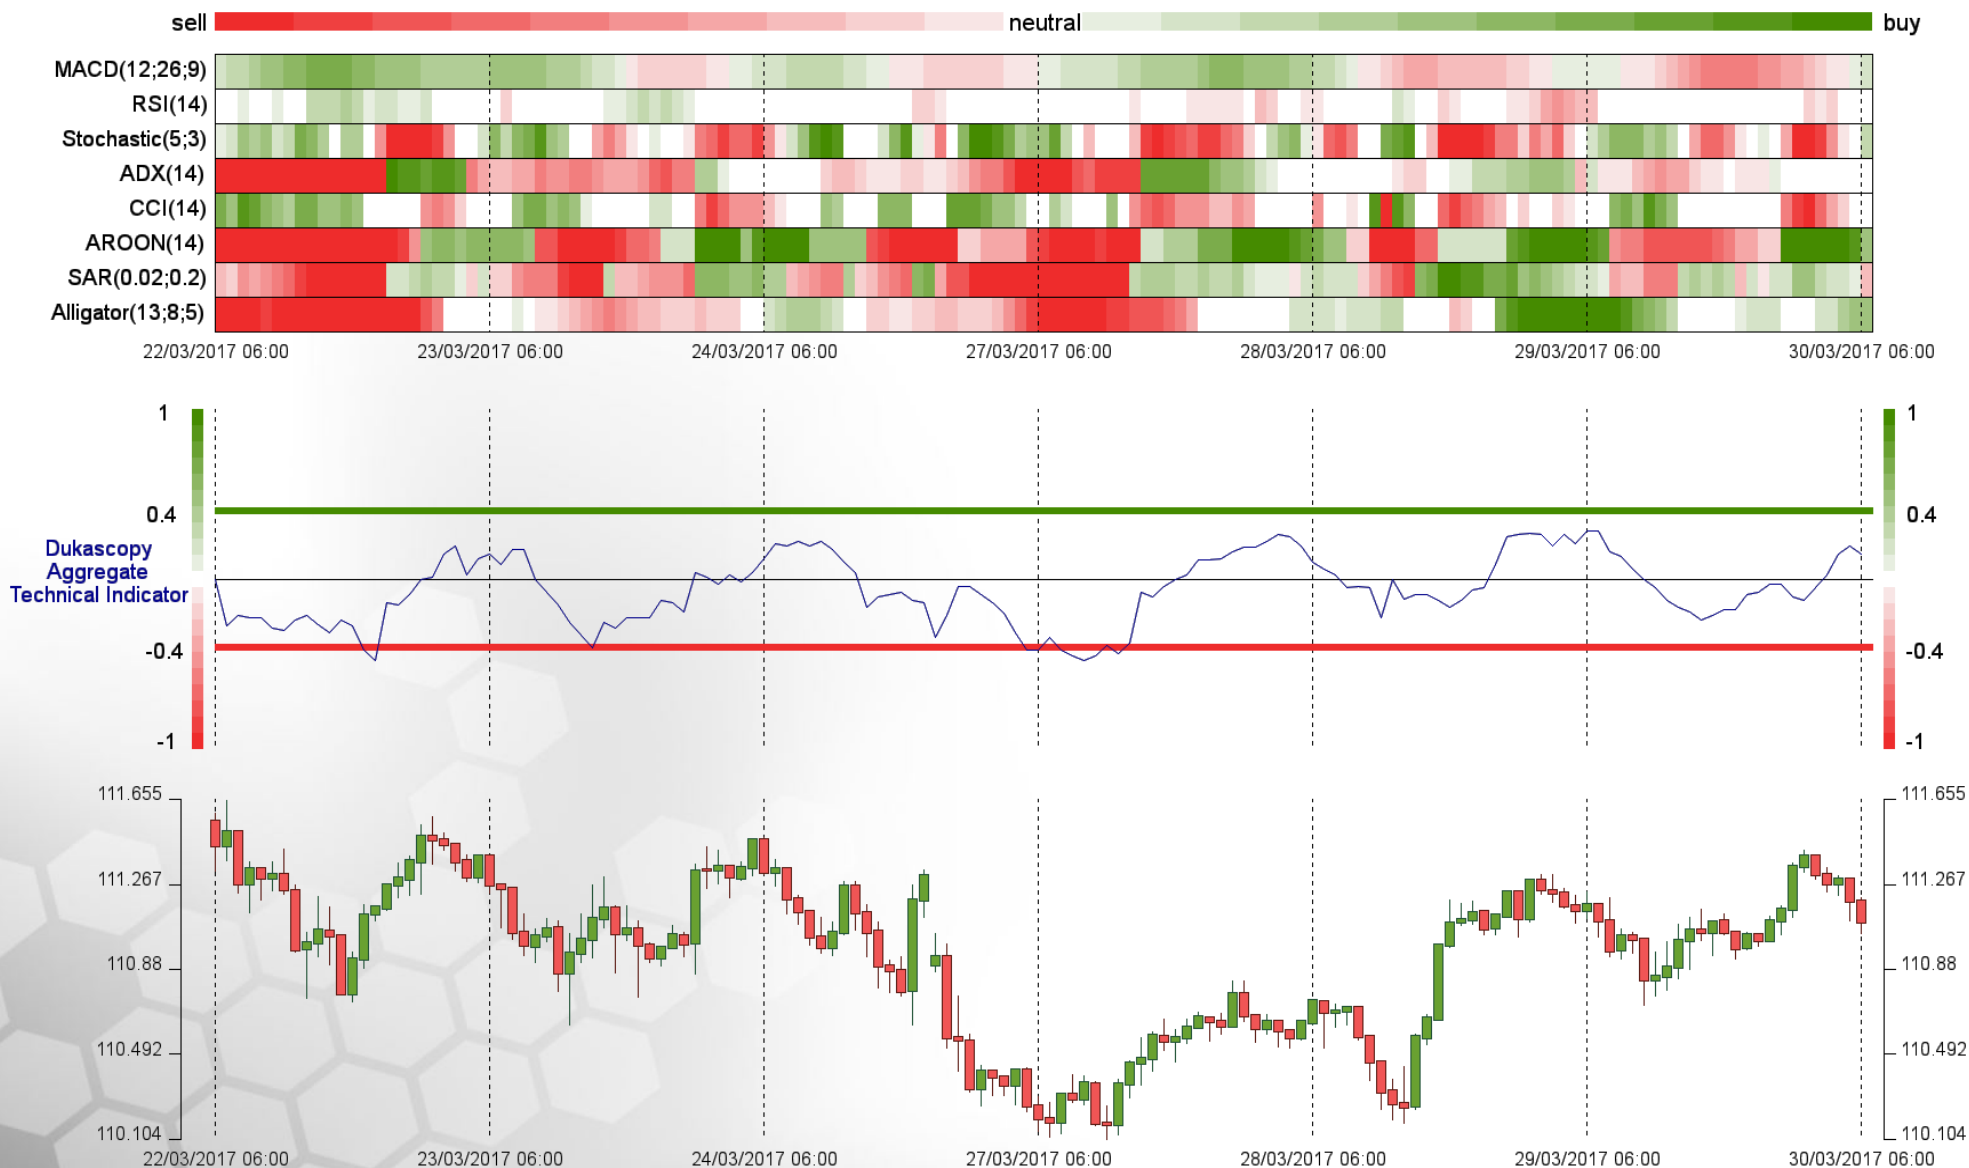 sell neutral buy
MACD(12;26;9)
RSI(14)
Stochastic(5;3)
ADX(14)
CCI(14)
AROON(14)
SAR(0.02;0.2)
Alligator(13;8;5)
22/03/2017 06:00 23/03/2017 06:00 24/03/2017 06:00 27/03/2017 06:00 28/03/2017 06:00 29/03/2017 06:00 30/03/2017 06:00
1 1
0.4 0.4
Dukascopy
Aggregate
Technical Indicator
-0.4 -0.4
-1 -1
111.655 111.655
111.267 111.267
110.88 110.88
110.492 110.492
110.104 110.104
22/03/2017 06:00 23/03/2017 06:00 24/03/2017 06:00 27/03/2017 06:00 28/03/2017 06:00 29/03/2017 06:00 30/03/2017 06:00